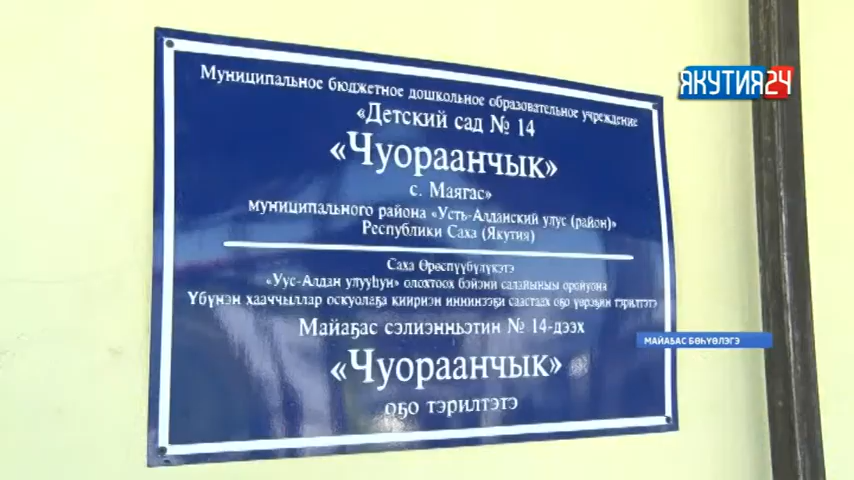 Муниципальное бюджетное дошкольное образовательное учреждение
«Детский сад № 14
«Чуораанчык»
с. Маягас»
муниципального района «Усть-Алданский улус (район)»
Республики Саха (Якутия)
Саха Өрөспүүбүлүкэтэ
«Уус-Алдан улууһун» олохтоох бэйэни салайыныы оройуона
Үбүнэн хааччыллар оскуолаҕа киириэн иннинээҕи саастаах оҕо үөрэҕин тэрилтэтэ
Майаҕас сэлиэнньэтин № 14-дээх
«Чуораанчык»
оҕо тэрилтэтэ
ЯКУТИЯ24
МАЙАҔАС БӨҺҮӨЛЭГЭ